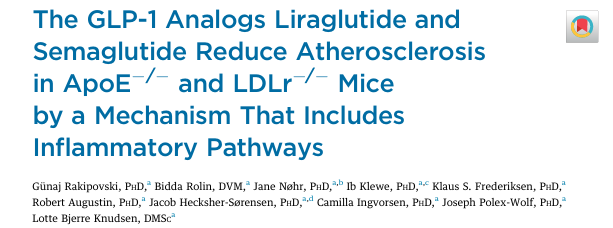 The GLP-1 Analogs Liraglutide and
Semaglutide Reduce Atherosclerosis
in ApoE−/− and LDLr−/− Mice
by a Mechanism That Includes
Inflammatory Pathways
Günaj Rakipovski, PHD,a Bidda Rolin, DVM,a Jane Nøhr, PHD,a,b Ib Klewe, PHD,a,c Klaus S. Frederiksen, PHD,a
Robert Augustin, PHD,a Jacob Hecksher-Sørensen, PHD,a,d Camilla Ingvorsen, PHD,a Joseph Polex-Wolf, PHD,a
Lotte Bjerre Knudsen, DMSCa